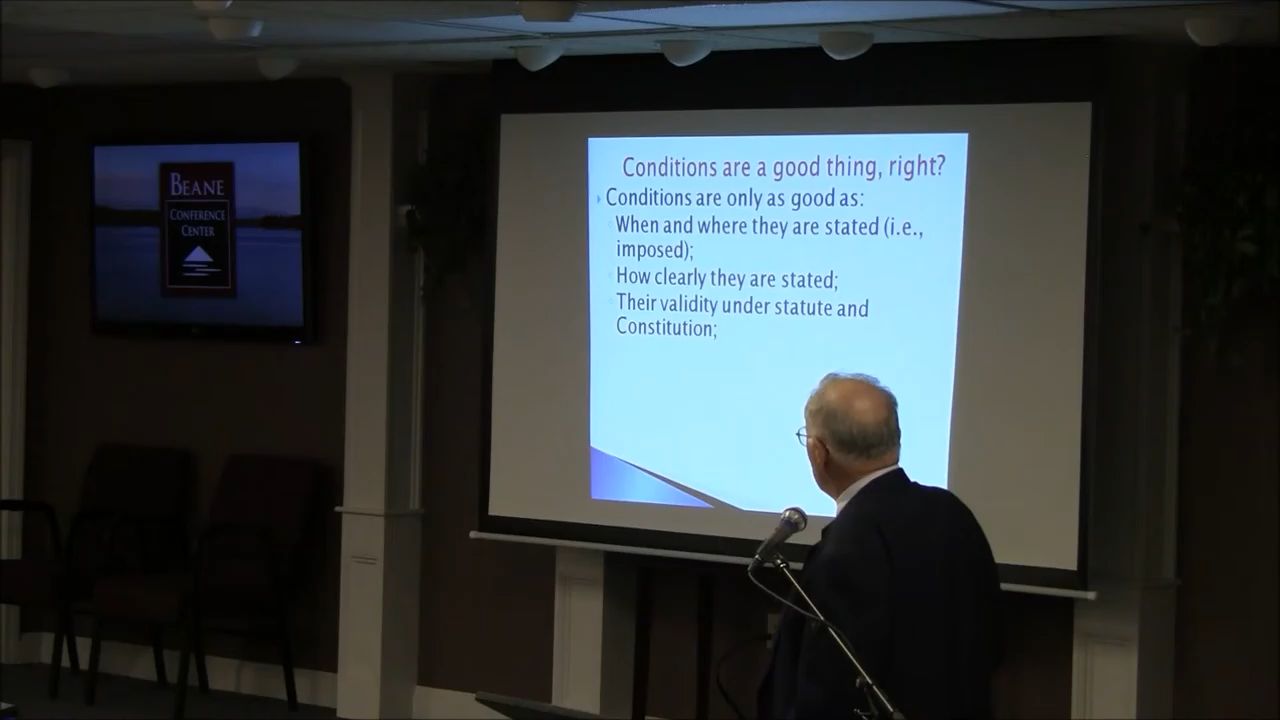 BEANE
CONFERENCE
CENTER
Conditions are a good thing, right?
Conditions are only as good as:
When and where they are stated (i.e.,
imposed);
How clearly they are stated;
Their validity under statute and
Constitution;